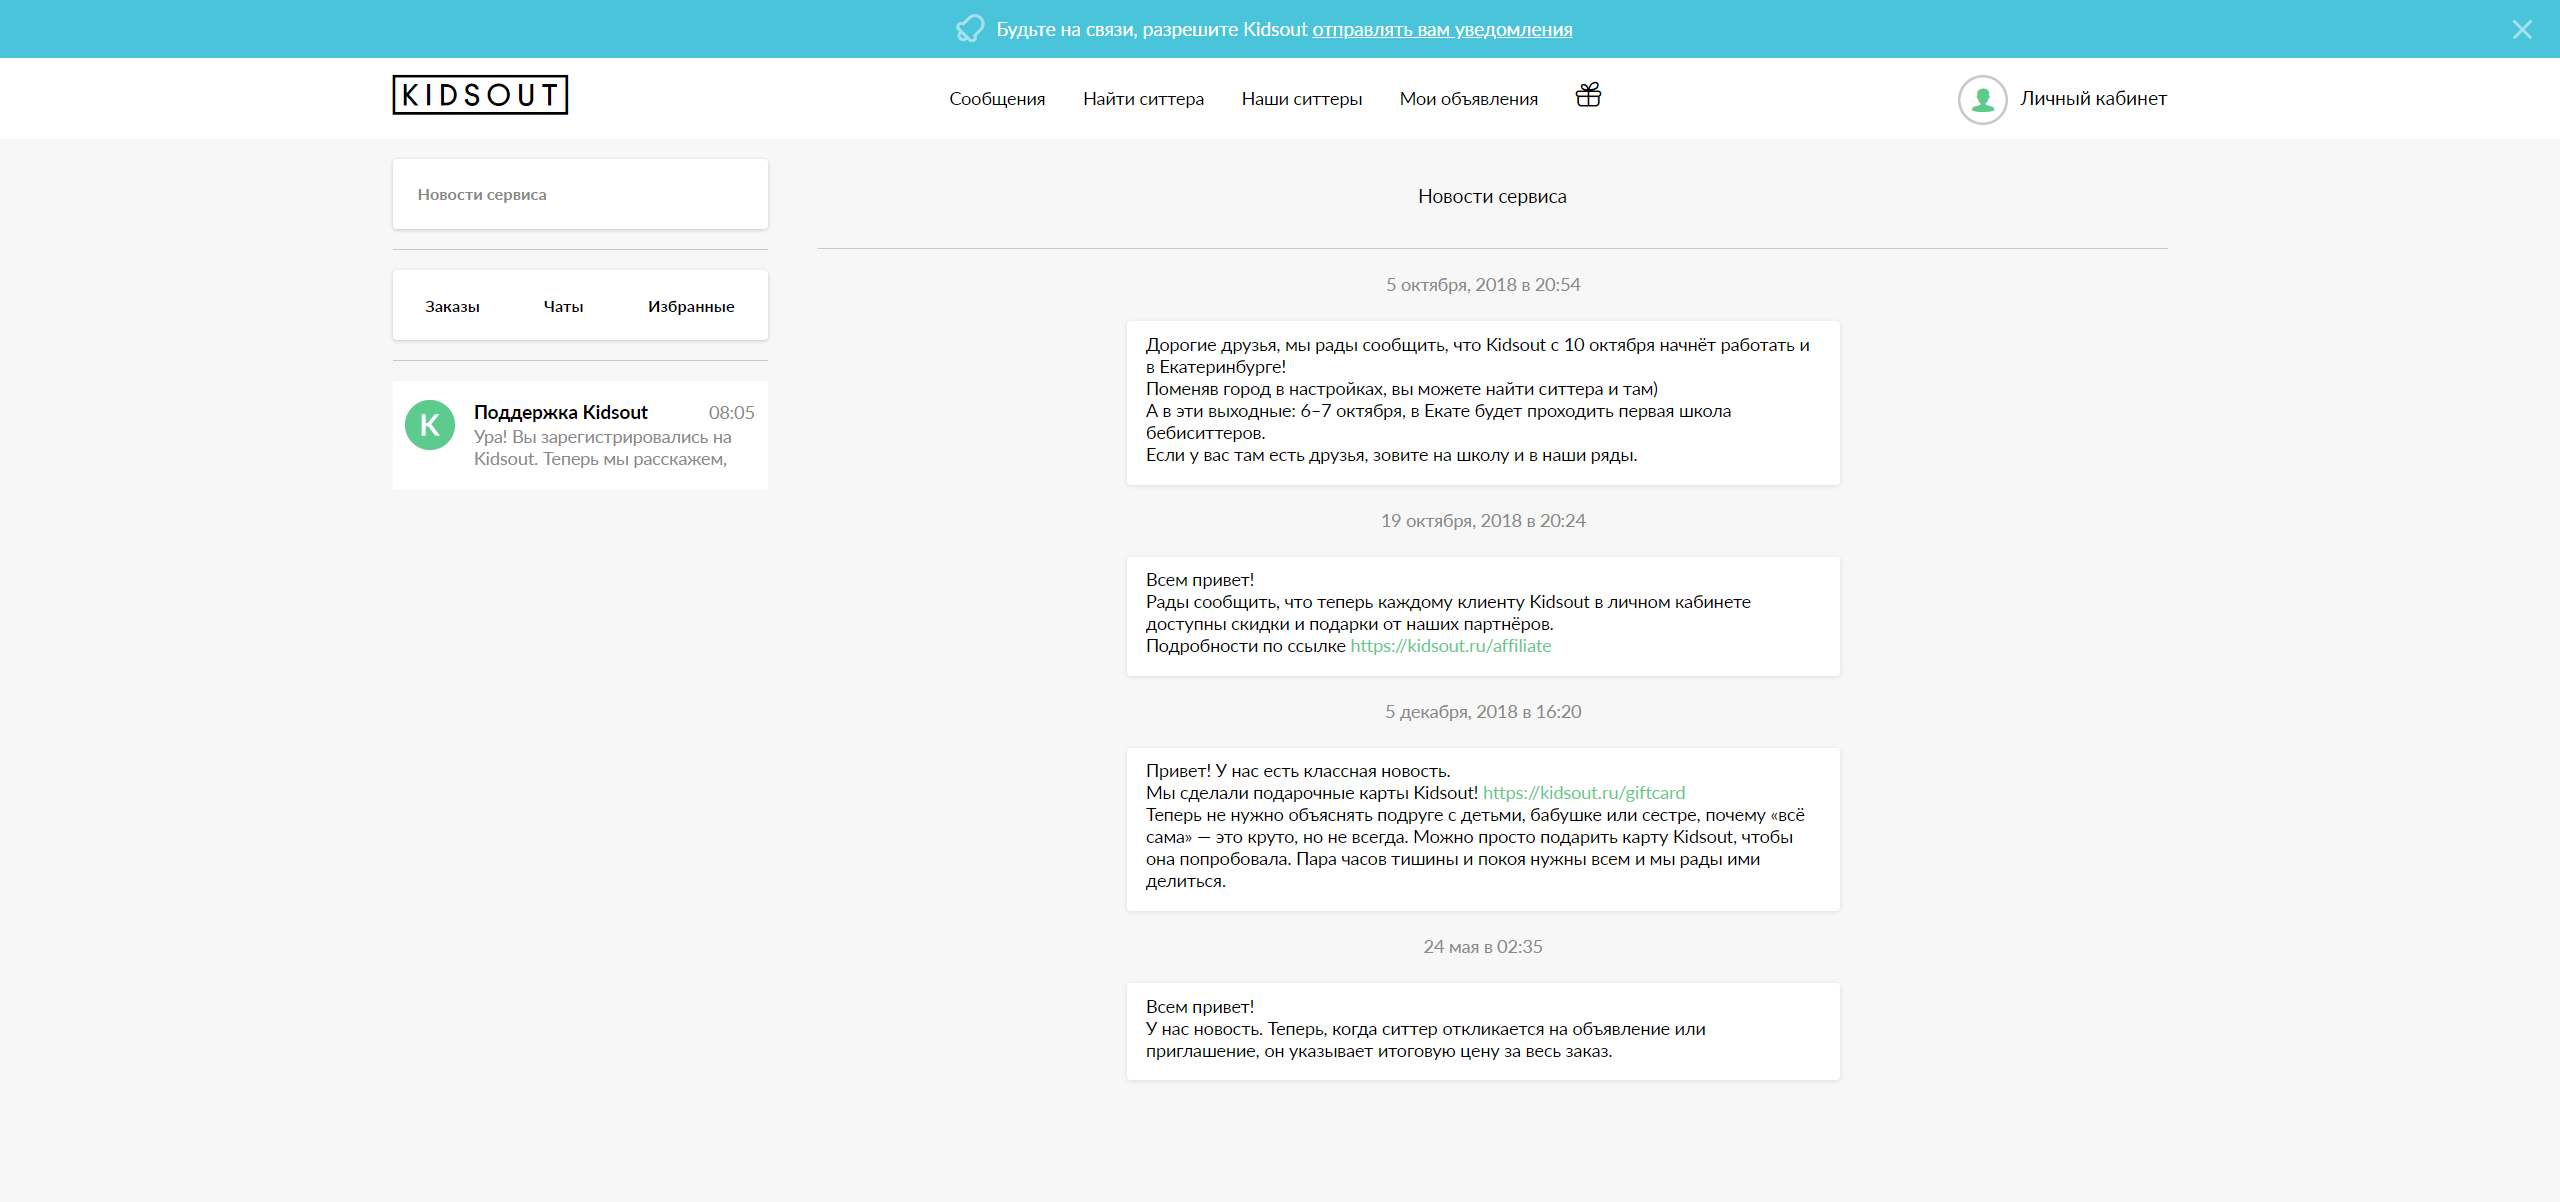 Будьте на связи, разрешите Kidsout отправлять вам уведомления
KIDSOUT
Сообщения
Найти ситтера
Наши ситтеры
Мои объявления
Личный кабинет
Новости сервиса
Заказы
Чаты
Избранные
K
Поддержка Kidsout
08:05
Ура! Вы зарегистрировались на
Kidsout. Теперь мы расскажем,
Новости сервиса
5 октября, 2018 в 20:54
Дорогие друзья, мы рады сообщить, что Kidsout с 10 октября начнёт работать и
в Екатеринбурге!
Поменяв город в настройках, вы можете найти ситтера и там)
А в эти выходные: 6–7 октября, в Екате будет проходить первая школа
бебиситтеров.
Если у вас там есть друзья, зовите на школу и в наши ряды.
19 октября, 2018 в 20:24
Всем привет!
Рады сообщить, что теперь каждому клиенту Kidsout в личном кабинете
доступны скидки и подарки от наших партнёров.
Подробности по ссылке https://kidsout.ru/affiliate
5 декабря, 2018 в 16:20
Привет! У нас есть классная новость.
Мы сделали подарочные карты Kidsout! https://kidsout.ru/giftcard
Теперь не нужно объяснять подруге с детьми, бабушке или сестре, почему «всё
сама» — это круто, но не всегда. Можно просто подарить карту Kidsout, чтобы
она попробовала. Пара часов тишины и покоя нужны всем и мы рады ими
делиться.
24 мая в 02:35
Всем привет!
У нас новость. Теперь, когда ситтер откликается на объявление или
приглашение, он указывает итоговую цену за весь заказ.